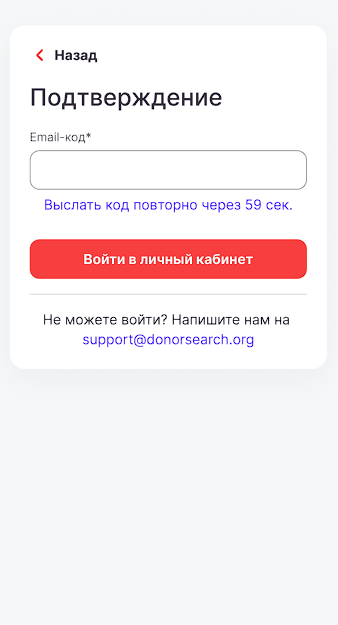 Назад
Подтверждение
Email-код*
Выслать код повторно через 59 сек.
Войти в личный кабинет
Не можете войти? Напишите нам на
support@donorsearch.org